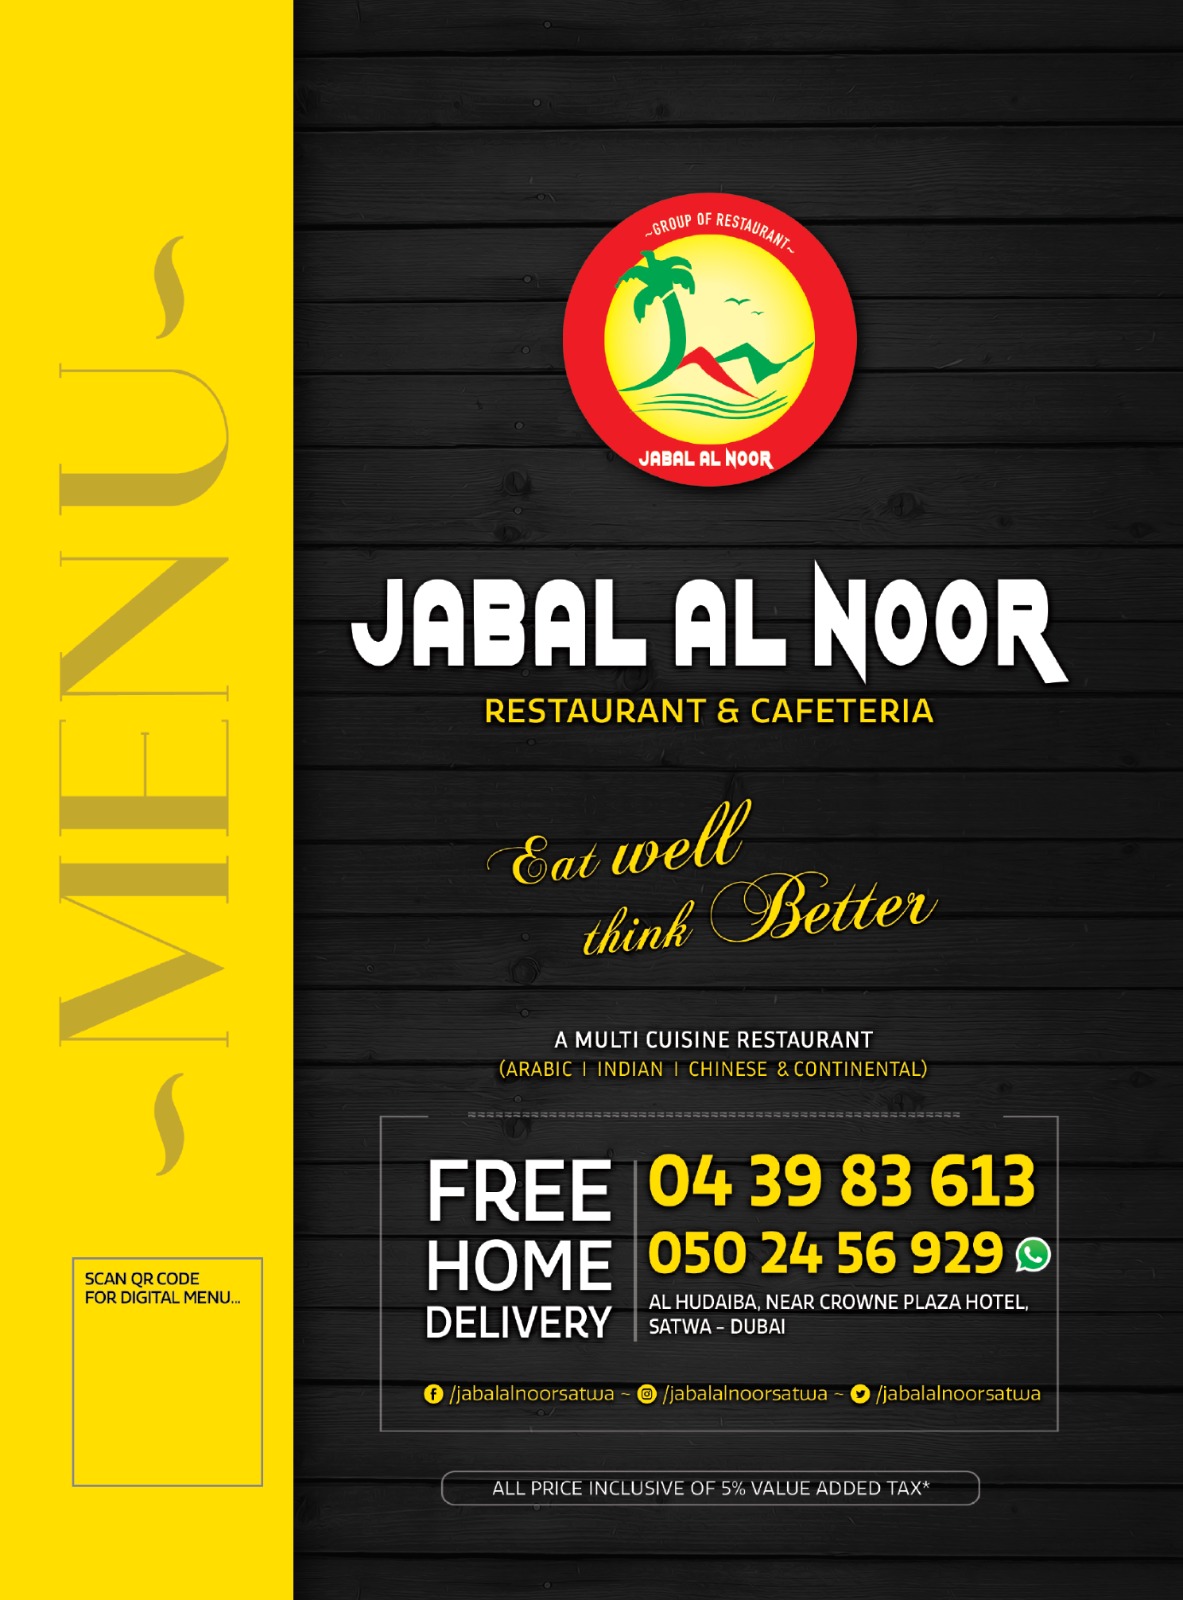 ~MENU~
SCAN QR CODE
FOR DIGITAL MENU...
~GROUP OF RESTAURANT~
JABAL AL NOOR
JABAL AL NOOR
RESTAURANT & CAFETERIA
Eat well
think Better
A MULTI CUISINE RESTAURANT
(ARABIC I INDIAN I CHINESE & CONTINENTAL)
FREE
HOME
DELIVERY
04 39 83 613
050 24 56 929
AL HUDAIBA, NEAR CROWNE PLAZA HOTEL,
SATWA - DUBAI
/jabalalnoorsatwa ~ /jabalalnoorsatwa ~ /jabalalnoorsatwa
ALL PRICE INCLUSIVE OF 5% VALUE ADDED TAX*